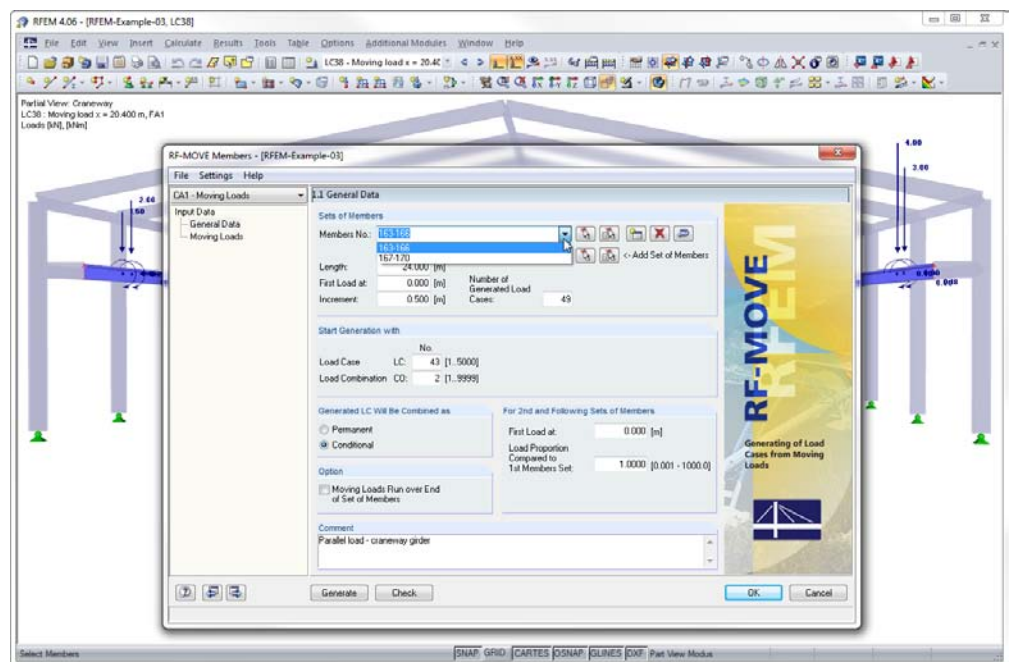 RFEM 4.06 - [RFEM-Example-03, LC38]
File Edit View Insert Calculate Results Tools Table Options Additional Modules Window Help
LC38 - Moving load x = 20.4
Partial View: Craneway
LC38 : Moving load x = 20.400 m, FA1
Loads [kN], [kNm]
4.00
3.00
2.00
0.000
0.000
RF-MOVE Members - [RFEM-Example-03]
File Settings Help
CA1 - Moving Loads
Input Data
General Data
Moving Loads
1.1 General Data
Sets of Members
Members No.: 163-166
163-166
167-170
<- Add Set of Members
Length: 24.000 [m]
First Load at: 0.000 [m]
Increment: 0.500 [m]
Number of
Generated Load
Cases: 49
Start Generation with
No.
Load Case LC: 43 [1..5000]
Load Combination CO: 2 [1..9999]
Generated LC Will Be Combined as
Permanent
Conditional
Option
Moving Loads Run over End
of Set of Members
For 2nd and Following Sets of Members
First Load at: 0.000 [m]
Load Proportion
Compared to
1st Members Set: 1.0000 [0.001 - 1000.0]
Comment
Parallel load - craneway girder
RFEM
RF-MOVE
Generating of Load
Cases from Moving
Loads
Generate Check OK Cancel
Select Members
SNAP GRID CARTES OSNAP GLINES DXF Part View Modus